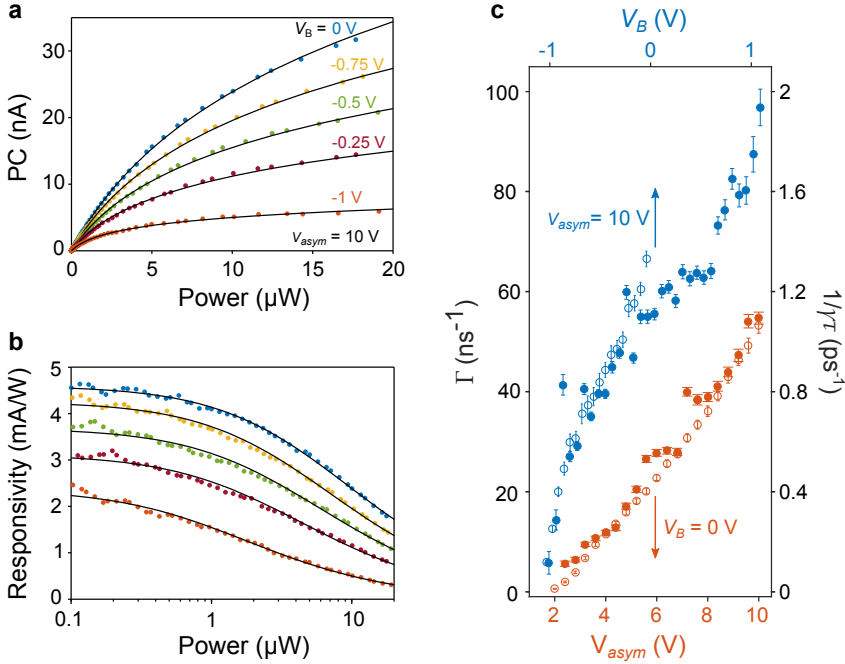 a
PC (nA)
30
20
10
0
V_B = 0 V
-0.75 V
-0.5 V
-0.25 V
-1 V
V_asym = 10 V
0
5
10
15
20
Power (µW)
b
Responsivity (mA/W)
5
4
3
2
1
0
0.1
1
10
Power (µW)
c
V_B (V)
-1
0
1
Γ (ns⁻¹)
100
80
60
40
20
0
1/γτ (ps⁻¹)
2
1.6
1.2
0.8
0.4
0
V_asym = 10 V
V_B = 0 V
2
4
6
8
10
V_asym (V)